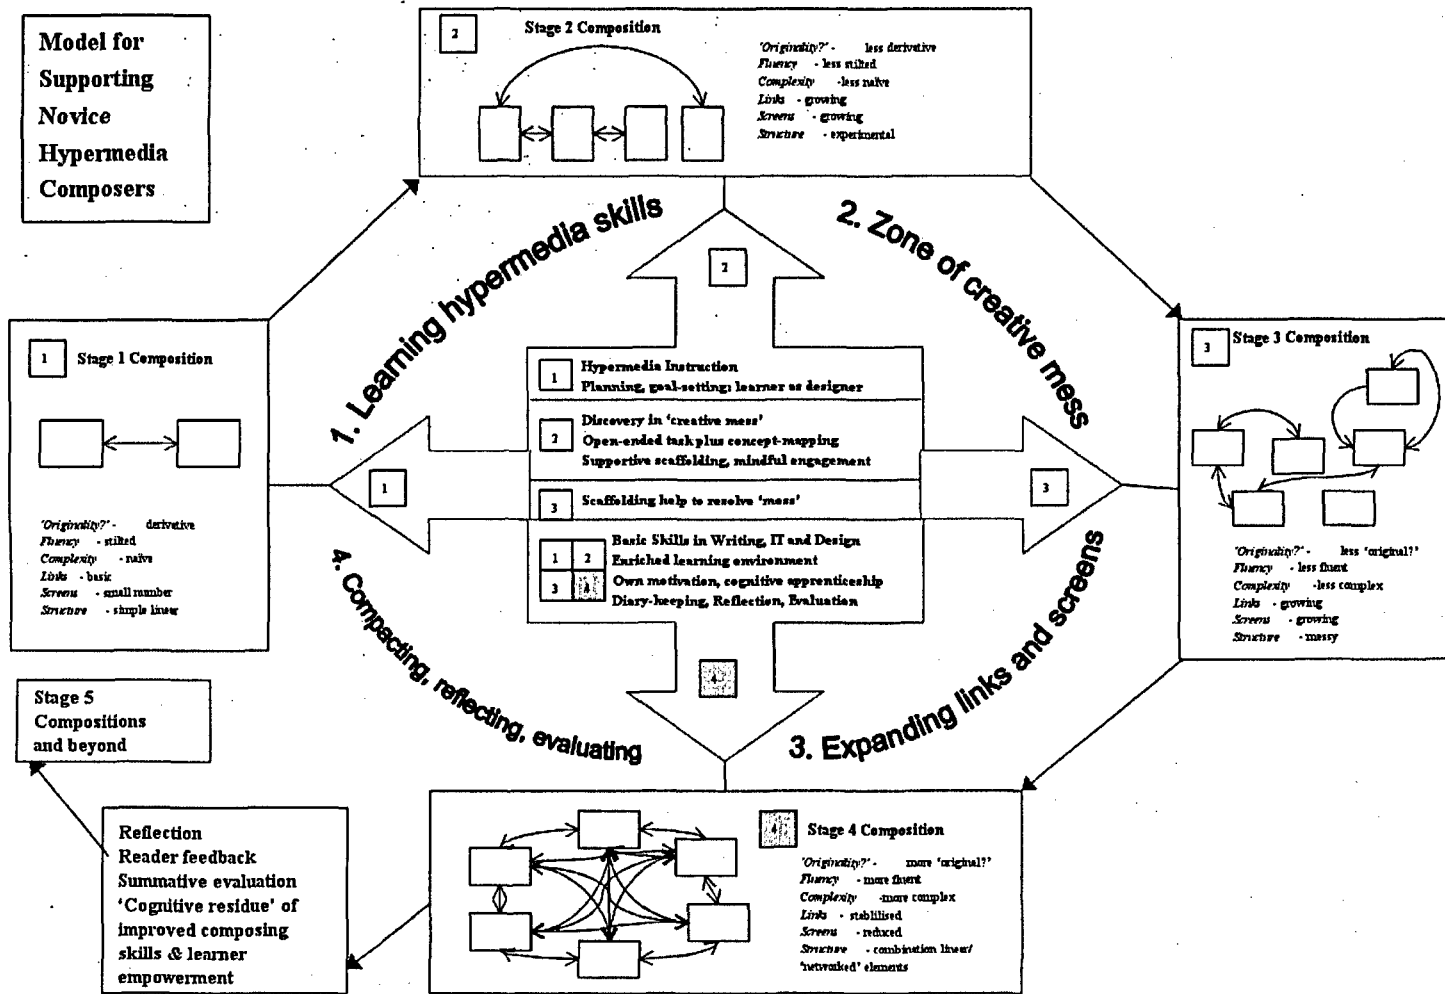 Model for
Supporting
Novice
Hypermedia
Composers
2
Stage 2 Composition
'Originality?' - less derivative
Fluency - less stilted
Complexity -less naïve
Links - growing
Screens - growing
Structure - experimental
1. Learning hypermedia skills
2. Zone of creative mess
3. Expanding links and screens
4. Compacting, reflecting, evaluating
1
Stage 1 Composition
'Originality?' - derivative
Fluency - stilted
Complexity - naïve
Links - basic
Screens - small number
Structure - simple linear
2
1
3
4
1
Hypermedia Instruction
Planning, goal-setting; learner as designer
2
Discovery in 'creative mess'
Open-ended task plus concept-mapping
Supportive scaffolding, mindful engagement
3
Scaffolding help to resolve 'mess'
1 2
3 4
Basic Skills in Writing, IT and Design
Enriched learning environment
Own motivation, cognitive apprenticeship
Diary-keeping, Reflection, Evaluation
3
Stage 3 Composition
'Originality?' - less 'original?'
Fluency - less fluent
Complexity -less complex
Links - growing
Screens - growing
Structure - messy
4
Stage 4 Composition
'Originality?' - more 'original?'
Fluency - more fluent
Complexity -more complex
Links - stablilised
Screens - reduced
Structure - combination linear/
'networked' elements
Stage 5
Compositions
and beyond
Reflection
Reader feedback
Summative evaluation
'Cognitive residue' of
improved composing
skills & learner
empowerment